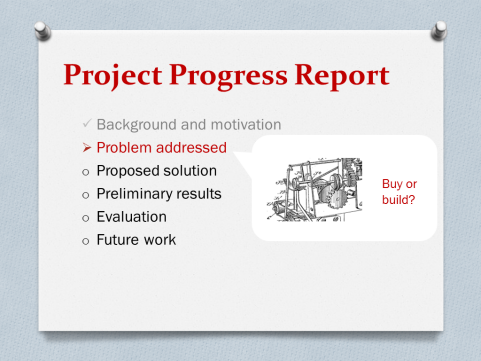 Project Progress Report
Background and motivation
Problem addressed
Proposed solution
Preliminary results
Evaluation
Future work
Buy or
build?